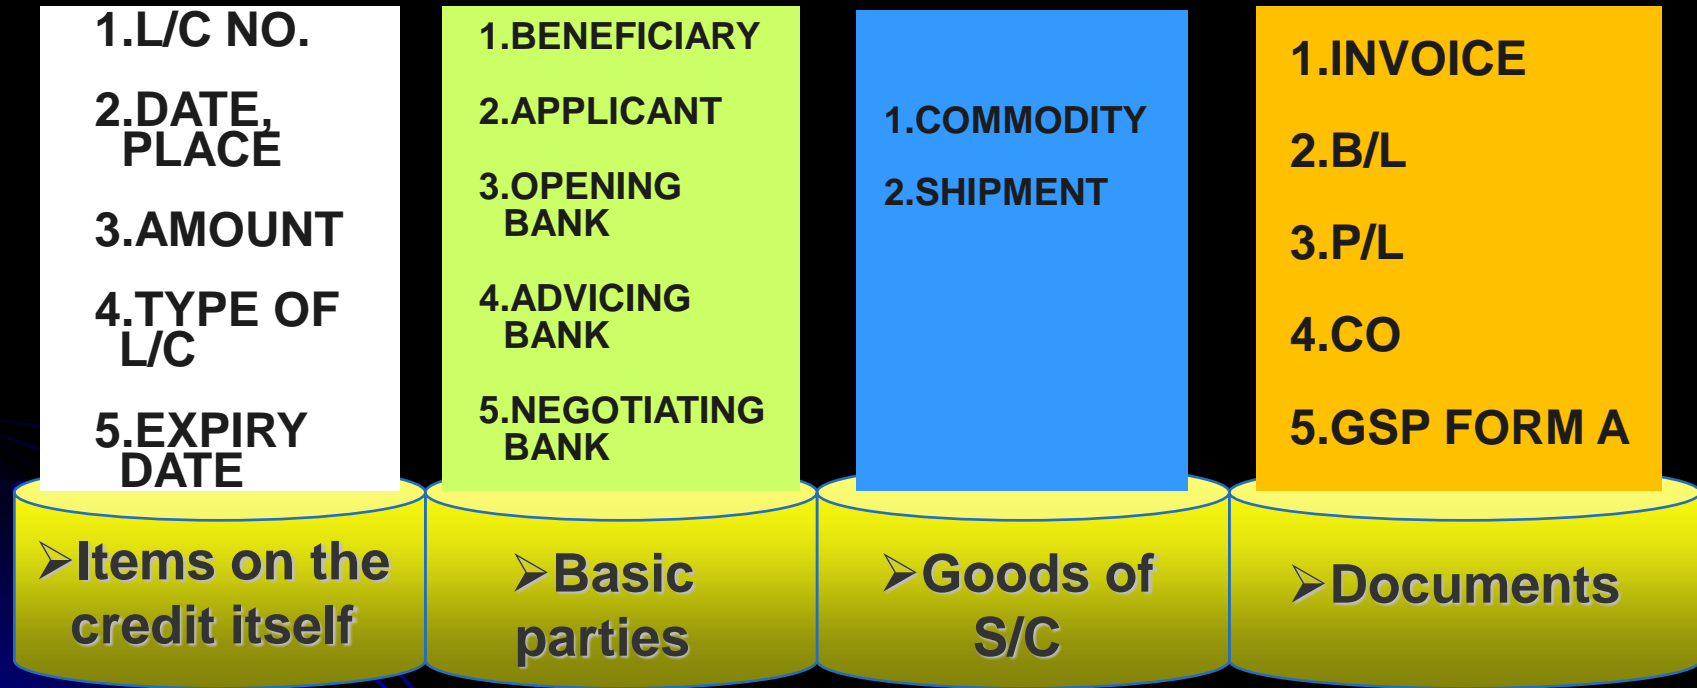 1.L/C NO.
2.DATE,
PLACE
3.AMOUNT
4.TYPE OF
L/C
5.EXPIRY
DATE
➢Items on the
credit itself
1.BENEFICIARY
2.APPLICANT
3.OPENING
BANK
4.ADVICING
BANK
5.NEGOTIATING
BANK
➢Basic
parties
1.COMMODITY
2.SHIPMENT
➢Goods of
S/C
1.INVOICE
2.B/L
3.P/L
4.CO
5.GSP FORM A
➢Documents